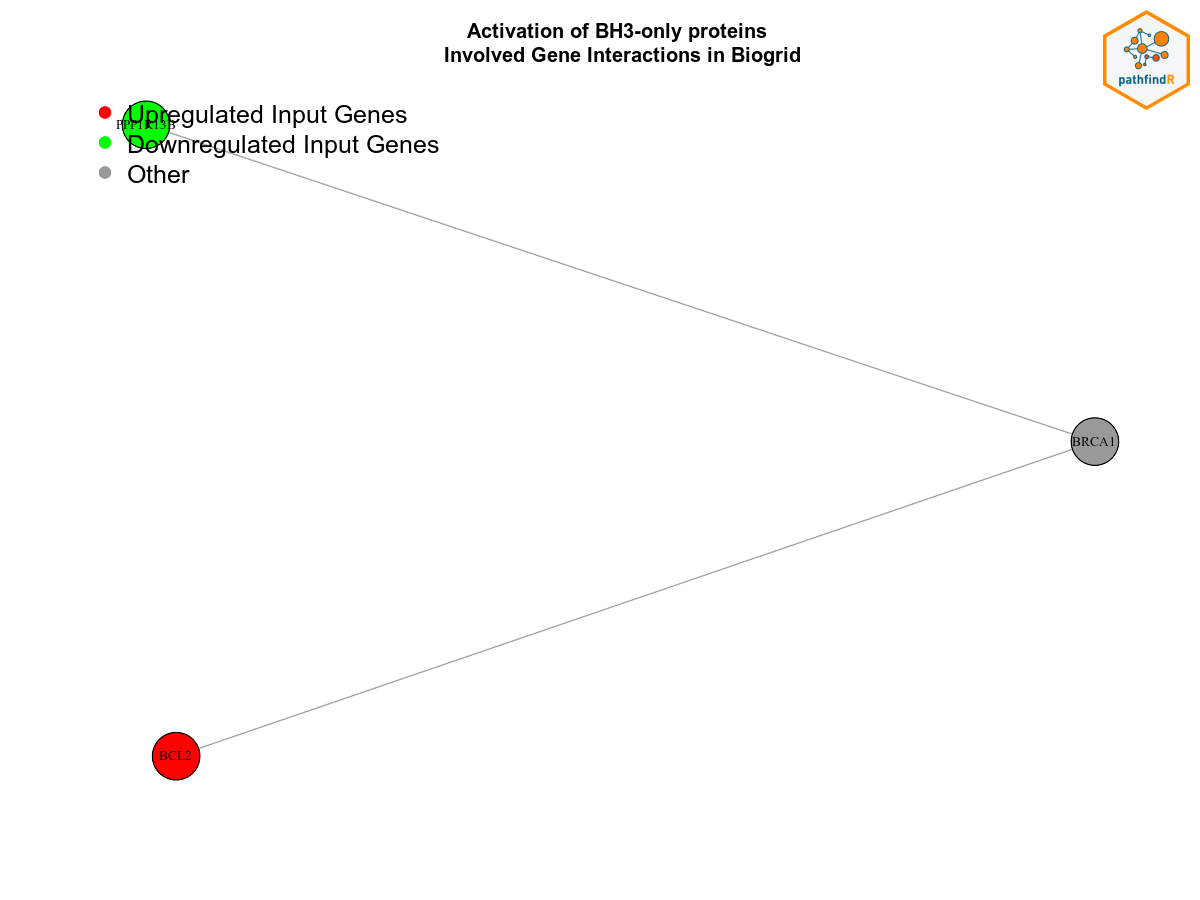 Activation of BH3-only proteins
Involved Gene Interactions in Biogrid
pathfindR
Upregulated Input Genes
PPP1R13B
Downregulated Input Genes
Other
BRCA1
BCL2